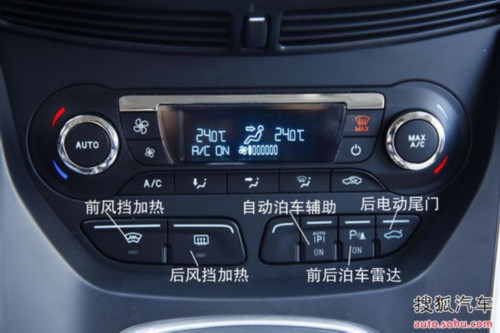 24.0℃ 24.0℃
A/C ON
MAX
AUTO
MAX
A/C
A/C
前风挡加热
自动泊车辅助
后电动尾门
AUTO
P
P
ON
ON
后风挡加热
前后泊车雷达
搜狐汽车
auto.sohu.com